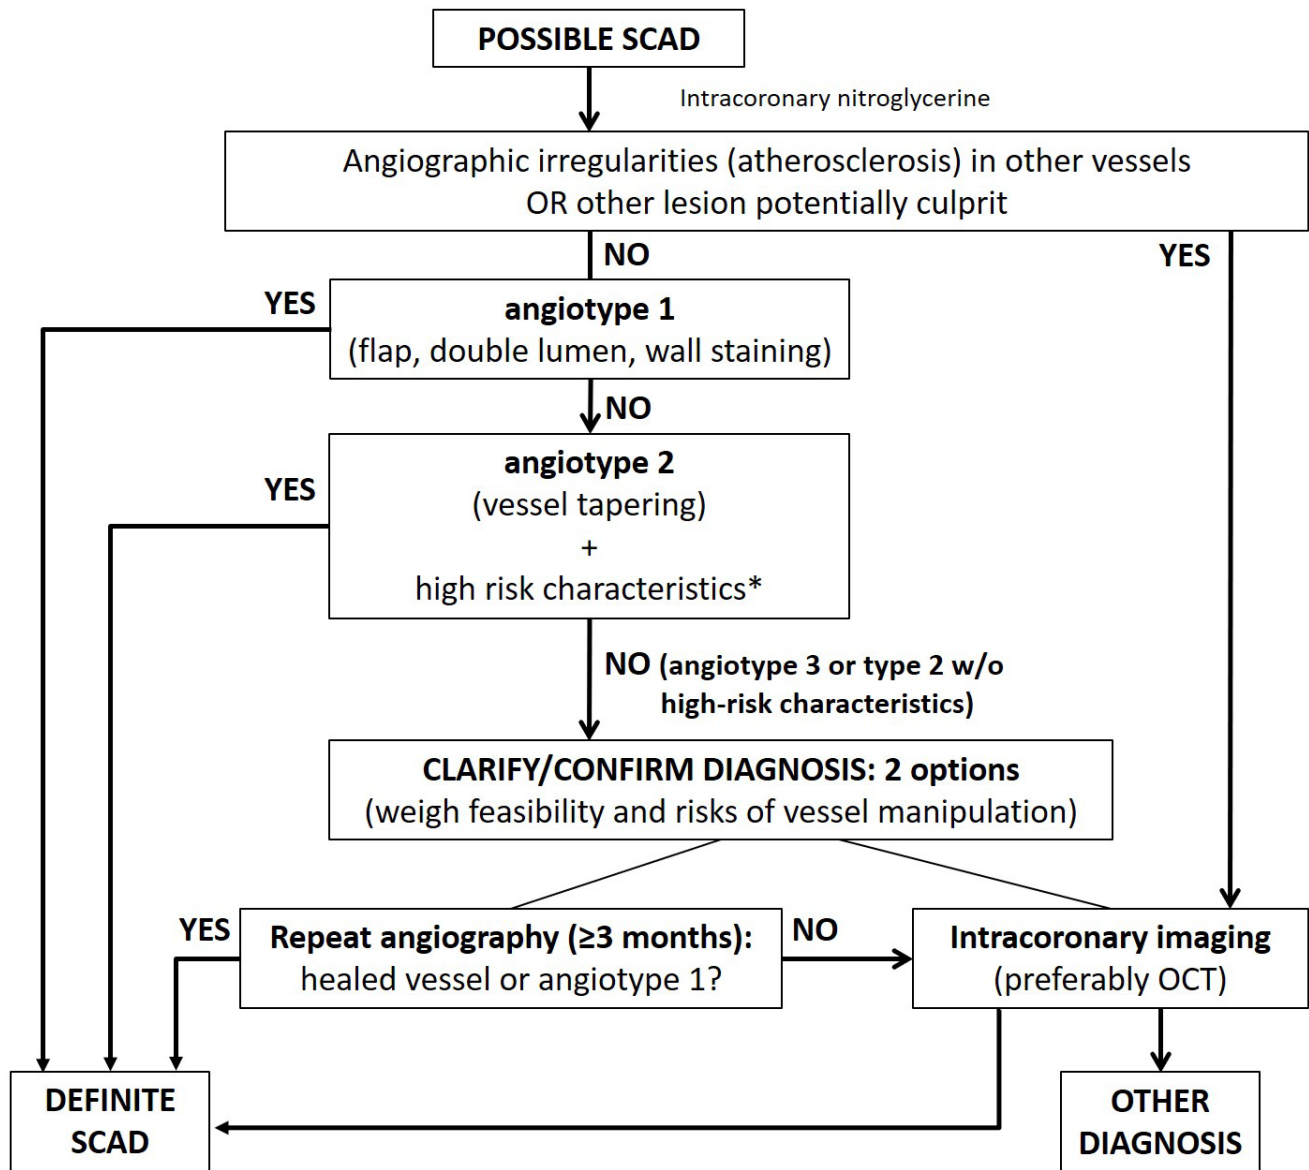 POSSIBLE SCAD
Intracoronary nitroglycerine
Angiographic irregularities (atherosclerosis) in other vessels
OR other lesion potentially culprit
NO
YES
YES
angiotype 1
(flap, double lumen, wall staining)
NO
YES
angiotype 2
(vessel tapering)
+
high risk characteristics*
NO (angiotype 3 or type 2 w/o
high-risk characteristics)
CLARIFY/CONFIRM DIAGNOSIS: 2 options
(weigh feasibility and risks of vessel manipulation)
YES
Repeat angiography (≥3 months):
healed vessel or angiotype 1?
NO
Intracoronary imaging
(preferably OCT)
DEFINITE
SCAD
OTHER
DIAGNOSIS